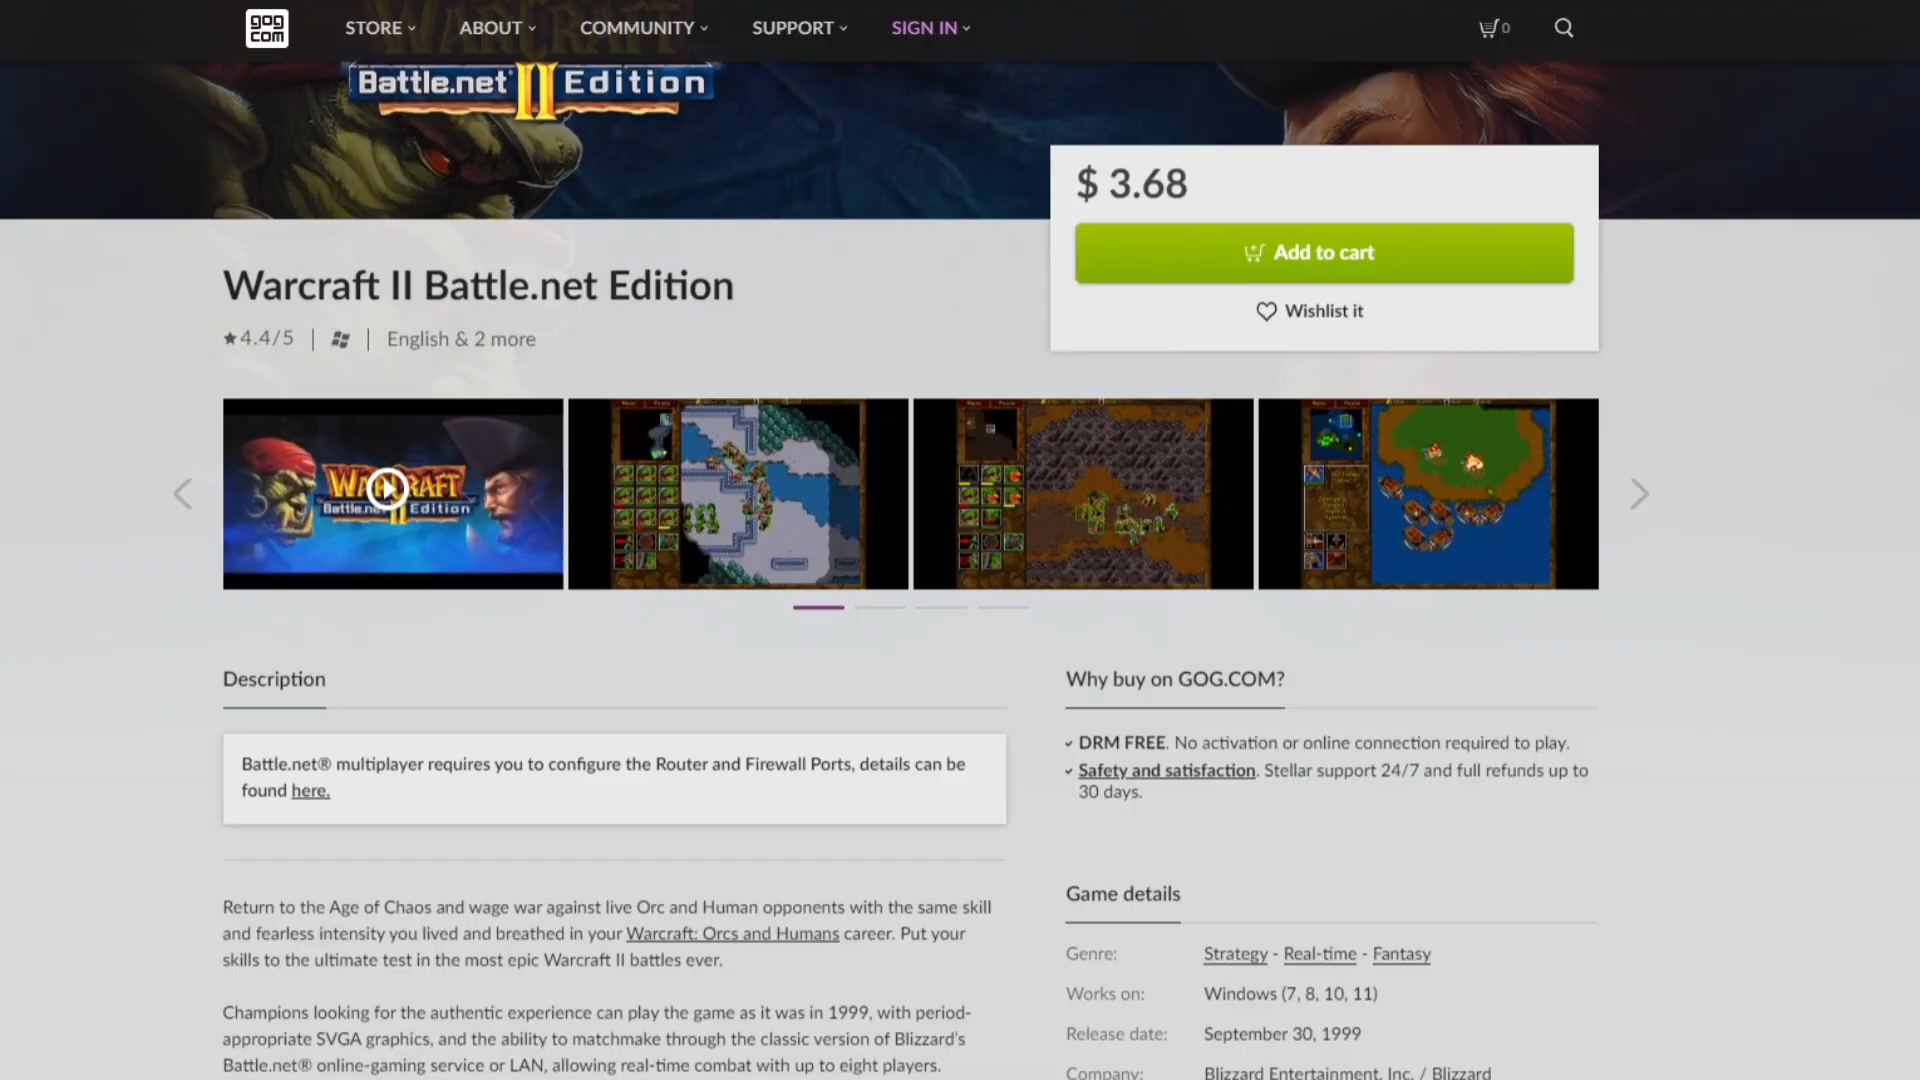 gog
com
STORE
ABOUT
COMMUNITY
SUPPORT
SIGN IN
0
WARCRAFT
Battle.net II Edition
$ 3.68
Add to cart
Wishlist it
Warcraft II Battle.net Edition
4.4/5
English & 2 more
WARCRAFT
Battle.net II Edition
Description
Battle.net® multiplayer requires you to configure the Router and Firewall Ports, details can be
found here.
Return to the Age of Chaos and wage war against live Orc and Human opponents with the same skill
and fearless intensity you lived and breathed in your Warcraft: Orcs and Humans career. Put your
skills to the ultimate test in the most epic Warcraft II battles ever.
Champions looking for the authentic experience can play the game as it was in 1999, with period-
appropriate SVGA graphics, and the ability to matchmake through the classic version of Blizzard’s
Battle.net® online-gaming service or LAN, allowing real-time combat with up to eight players.
Why buy on GOG.COM?
DRM FREE. No activation or online connection required to play.
Safety and satisfaction. Stellar support 24/7 and full refunds up to
30 days.
Game details
Genre: Strategy - Real-time - Fantasy
Works on: Windows (7, 8, 10, 11)
Release date: September 30, 1999
Company: Blizzard Entertainment, Inc. / Blizzard